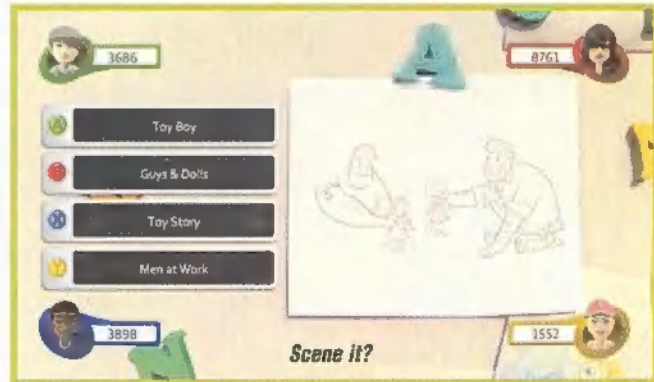 3686
8761
A
Toy Boy
Guys & Dolls
X
Toy Story
Y
Men at Work
3898
1552
Scene it?